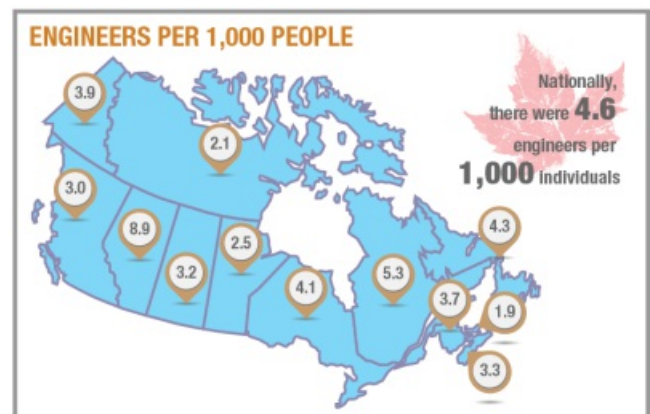 ENGINEERS PER 1,000 PEOPLE
Nationally,
there were 4.6
engineers per
1,000 individuals
3.9
2.1
3.0
8.9
3.2
2.5
4.1
5.3
4.3
3.7
1.9
3.3